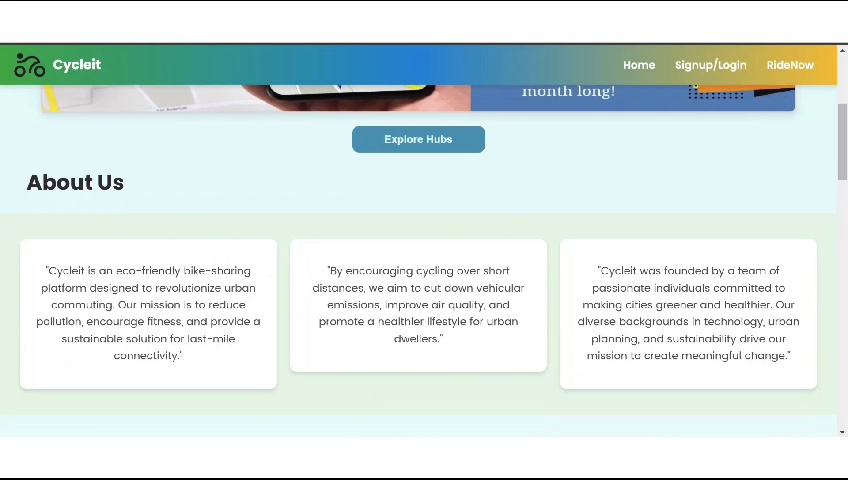 Cycleit
Home
Signup/Login
RideNow
month long!
Explore Hubs
About Us
"Cycleit is an eco-friendly bike-sharing
platform designed to revolutionize urban
commuting. Our mission is to reduce
pollution, encourage fitness, and provide a
sustainable solution for last-mile
connectivity."
"By encouraging cycling over short
distances, we aim to cut down vehicular
emissions, improve air quality, and
promote a healthier lifestyle for urban
dwellers."
"Cycleit was founded by a team of
passionate individuals committed to
making cities greener and healthier. Our
diverse backgrounds in technology, urban
planning, and sustainability drive our
mission to create meaningful change."